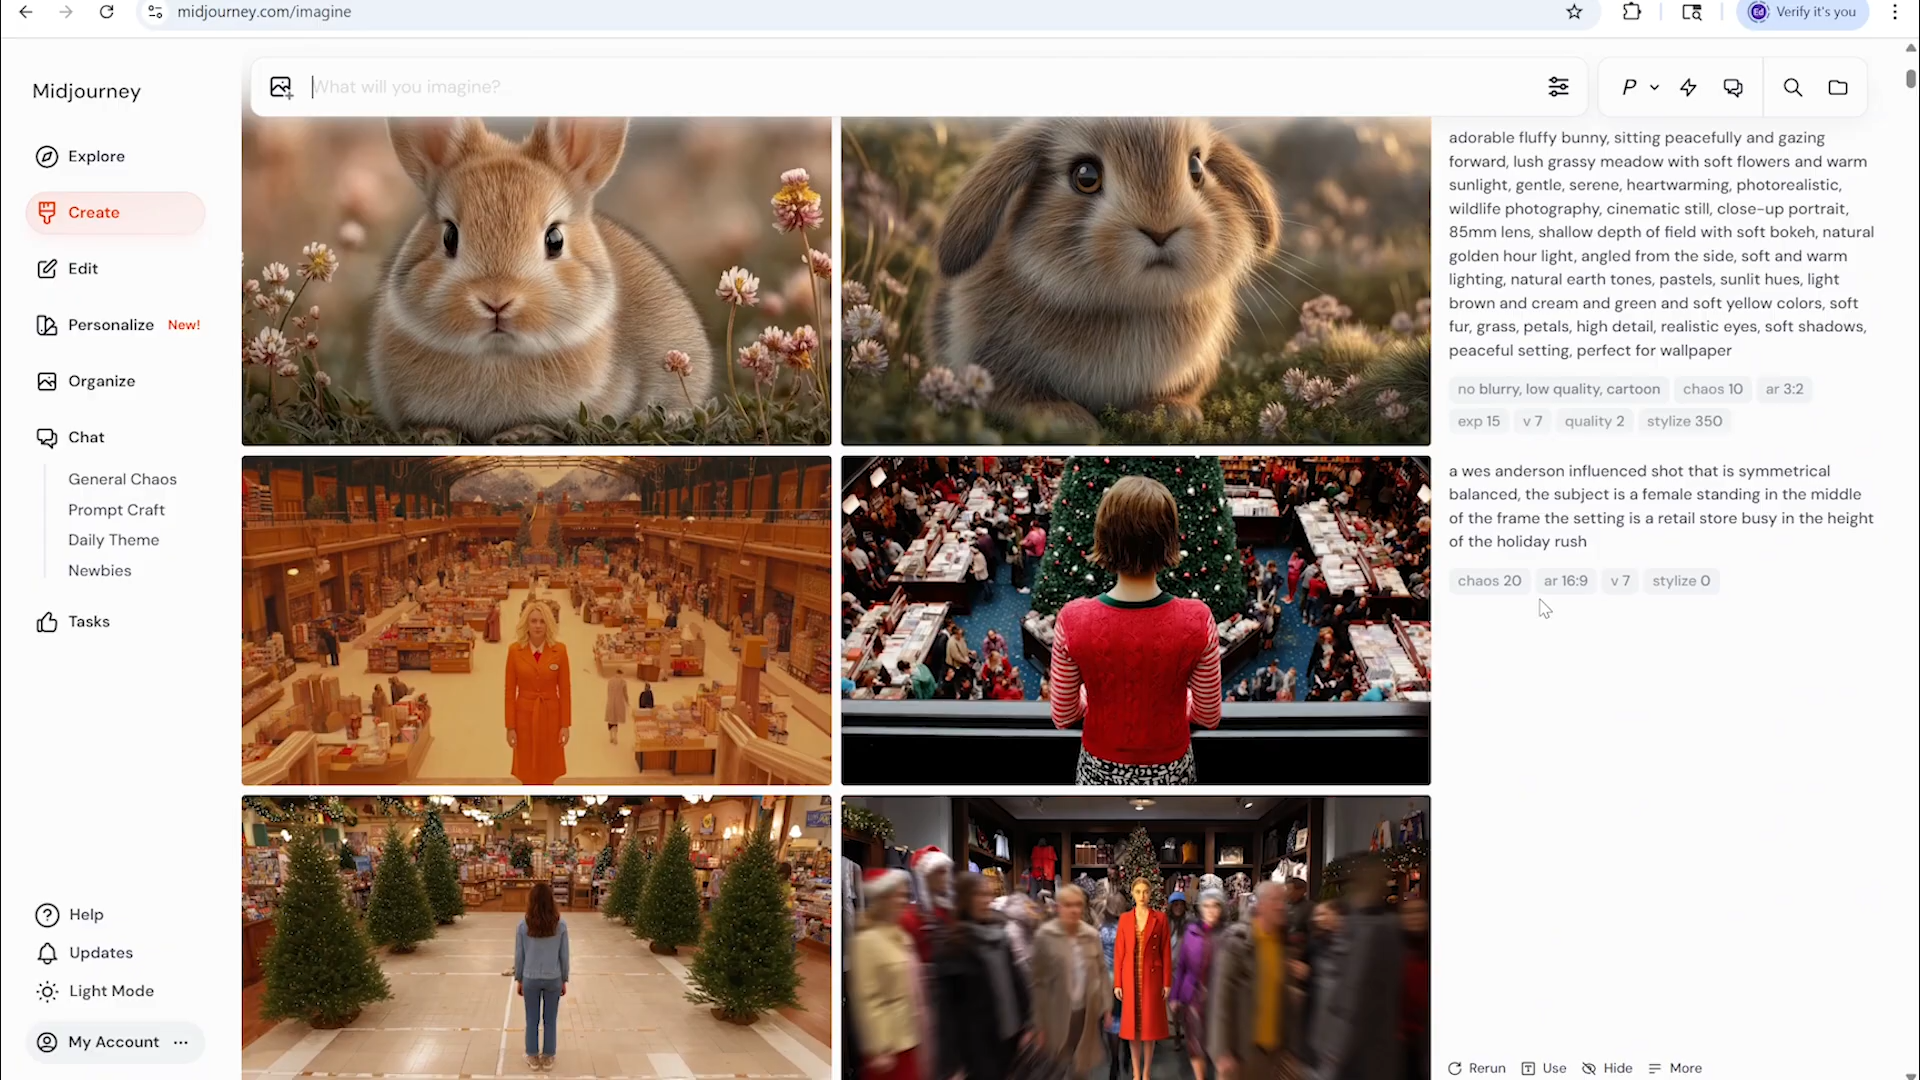 midjourney.com/imagine
Verify it's you
Midjourney
What will you imagine?
P
Explore
Create
Edit
Personalize New!
Organize
Chat
General Chaos
Prompt Craft
Daily Theme
Newbies
Tasks
Help
Updates
Light Mode
My Account
adorable fluffy bunny, sitting peacefully and gazing
forward, lush grassy meadow with soft flowers and warm
sunlight, gentle, serene, heartwarming, photorealistic,
wildlife photography, cinematic still, close-up portrait,
85mm lens, shallow depth of field with soft bokeh, natural
golden hour light, angled from the side, soft and warm
lighting, natural earth tones, pastels, sunlit hues, light
brown and cream and green and soft yellow colors, soft
fur, grass, petals, high detail, realistic eyes, soft shadows,
peaceful setting, perfect for wallpaper
no blurry, low quality, cartoon chaos 10 ar 3:2
exp 15 v 7 quality 2 stylize 350
a wes anderson influenced shot that is symmetrical
balanced, the subject is a female standing in the middle
of the frame the setting is a retail store busy in the height
of the holiday rush
chaos 20 ar 16:9 v 7 stylize 0
Rerun Use Hide More